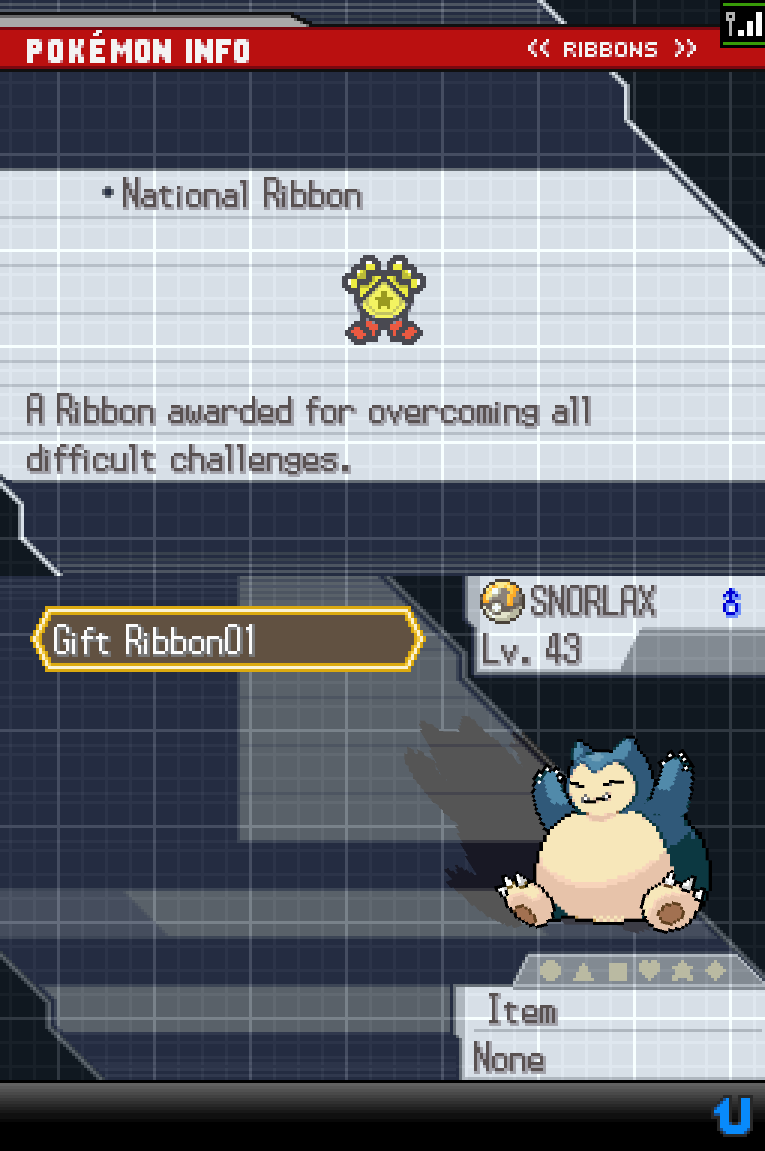 POKÉMON INFO
<< RIBBONS >>
•National Ribbon
A Ribbon awarded for overcoming all
difficult challenges.
SNORLAX ♂
Lv. 43
Gift Ribbon01
Item
None